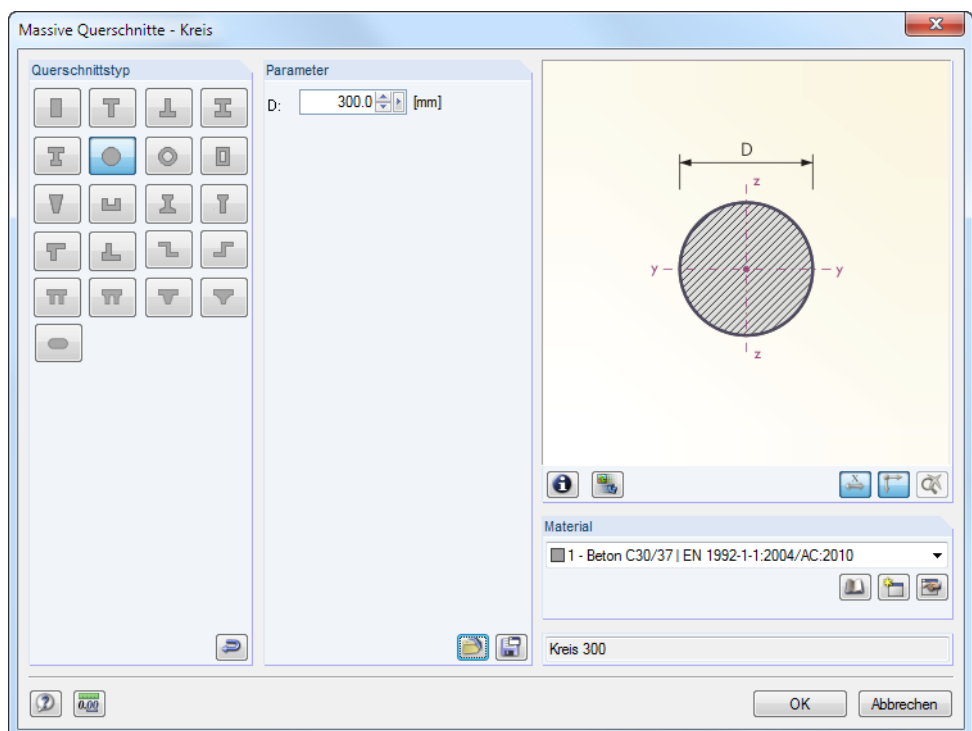 Massive Querschnitte - Kreis
Querschnittstyp
Parameter
D: 300.0 [mm]
D
z
y
y
z
Material
1 - Beton C30/37 | EN 1992-1-1:2004/AC:2010
Kreis 300
0.00
OK
Abbrechen